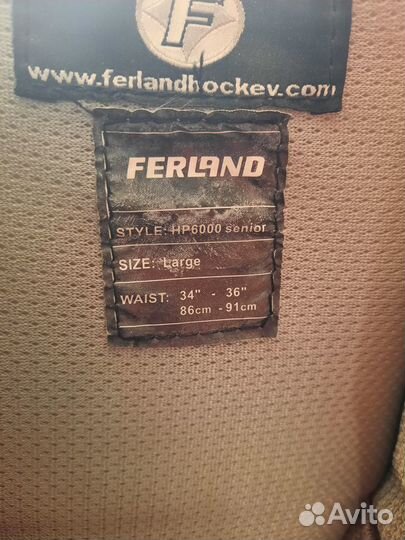 F
www.ferlandhockey.com
FERLAND
STYLE: HP6000 senior
SIZE: Large
WAIST: 34" - 36"
86cm - 91cm
Avito